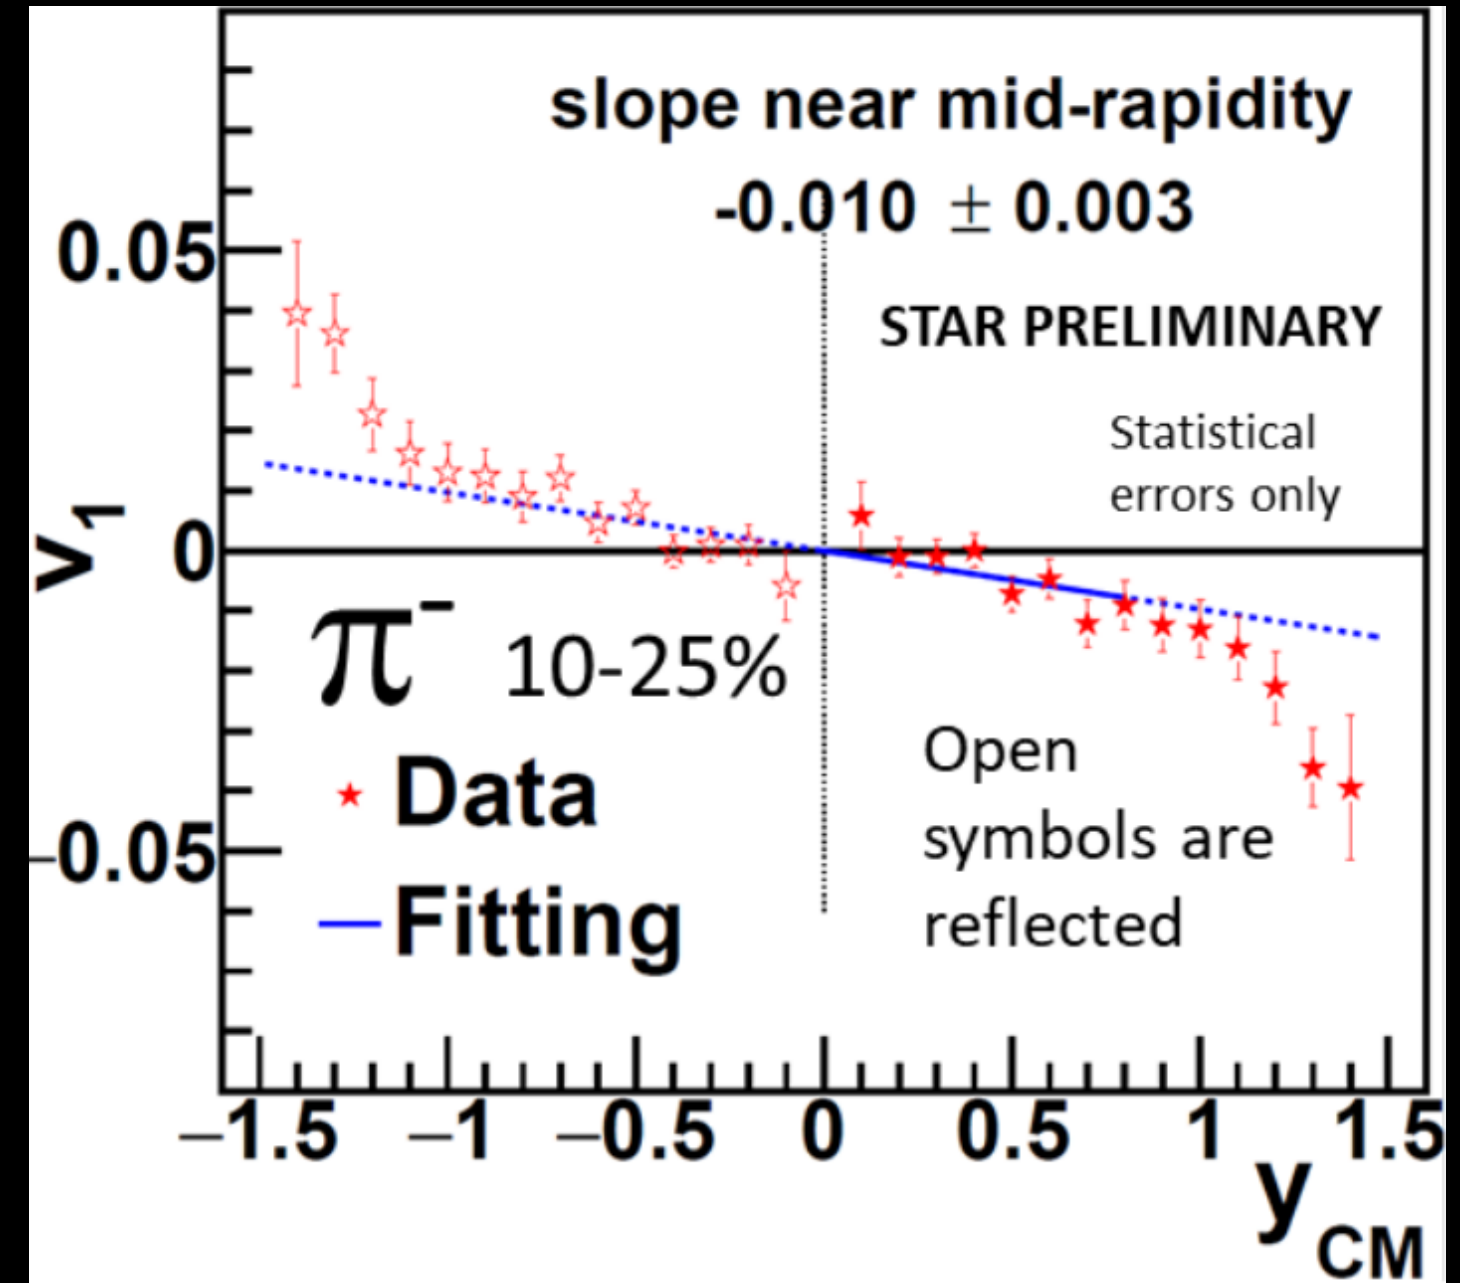 slope near mid-rapidity
-0.010 ± 0.003
0.05
STAR PRELIMINARY
Statistical
errors only
v1
0
π- 10-25%
Open
Data
symbols are
–0.05
Fitting
reflected
–1.5 –1 –0.5 0 0.5 1 1.5
yCM